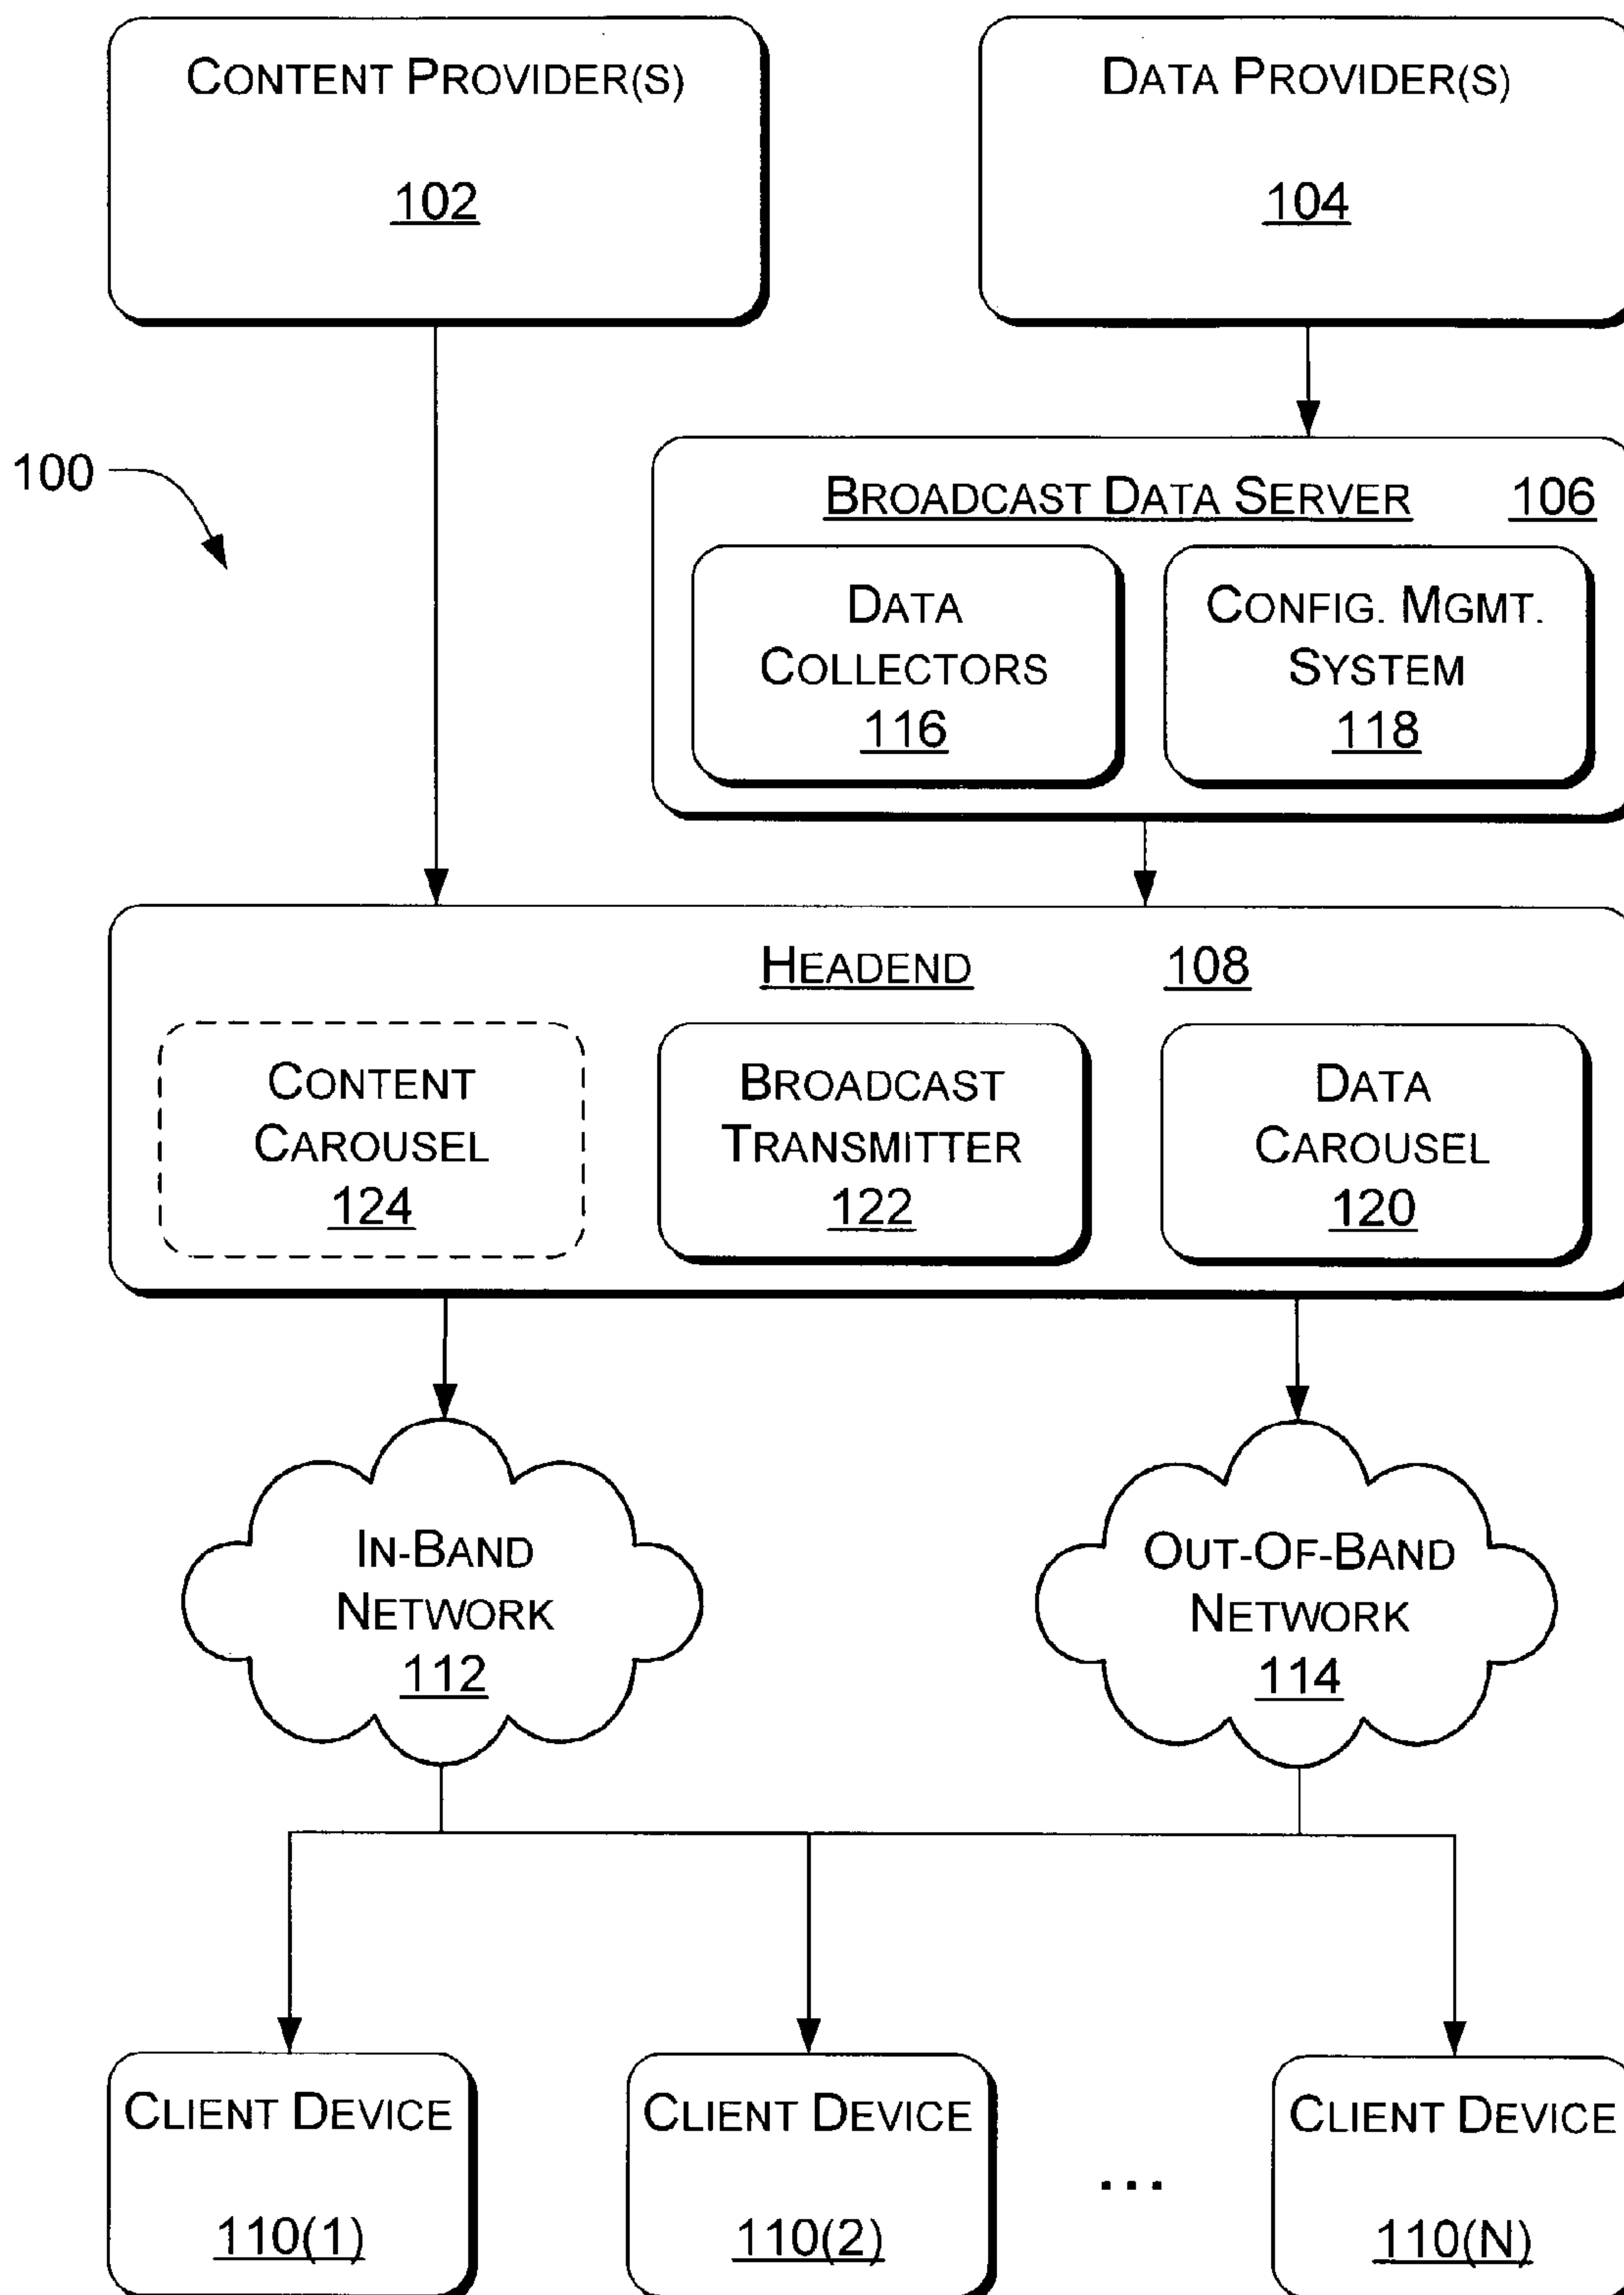 CONTENT PROVIDER(S)
102
DATA PROVIDER(S)
104
100
BROADCAST DATA SERVER 106
DATA
COLLECTORS
116
CONFIG. MGMT.
SYSTEM
118
HEADEND 108
CONTENT
CAROUSEL
124
BROADCAST
TRANSMITTER
122
DATA
CAROUSEL
120
IN-BAND
NETWORK
112
OUT-OF-BAND
NETWORK
114
CLIENT DEVICE
110(1)
CLIENT DEVICE
110(2)
...
CLIENT DEVICE
110(N)